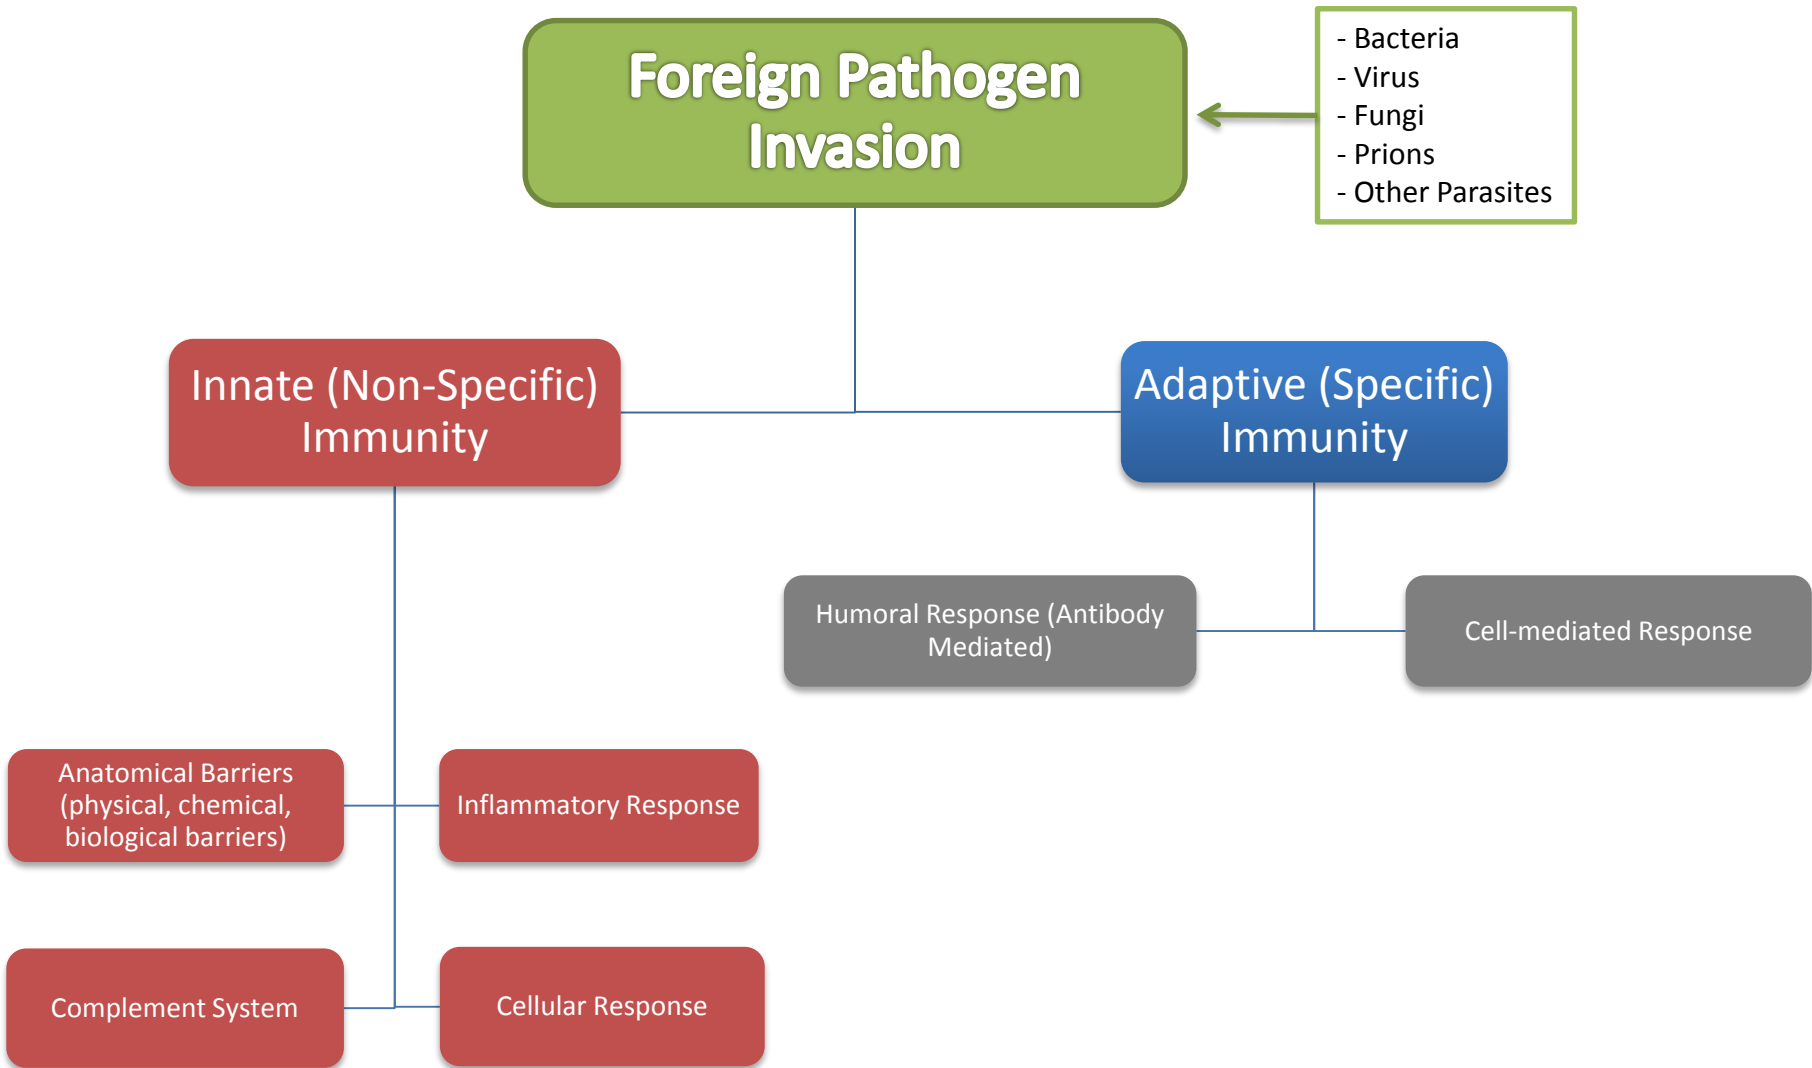 Foreign Pathogen
Invasion
- Bacteria
- Virus
- Fungi
- Prions
- Other Parasites
Innate (Non-Specific)
Immunity
Adaptive (Specific)
Immunity
Humoral Response (Antibody
Mediated)
Cell-mediated Response
Anatomical Barriers
(physical, chemical,
biological barriers)
Inflammatory Response
Complement System
Cellular Response